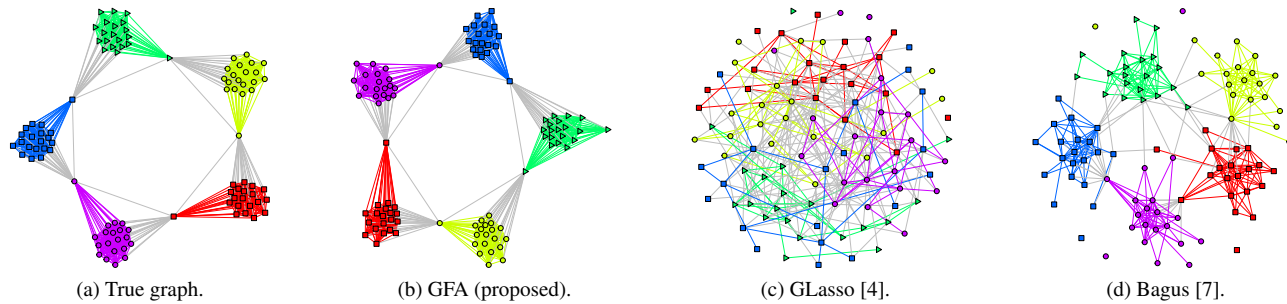 (a) True graph.
(b) GFA (proposed).
(c) GLasso [4].
(d) Bagus [7].